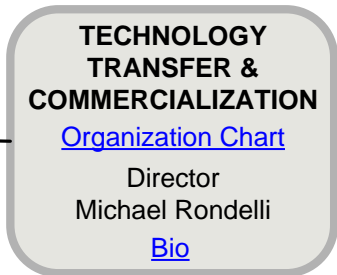 TECHNOLOGY
TRANSFER &
COMMERCIALIZATION
Organization Chart
Director
Michael Rondelli
Bio